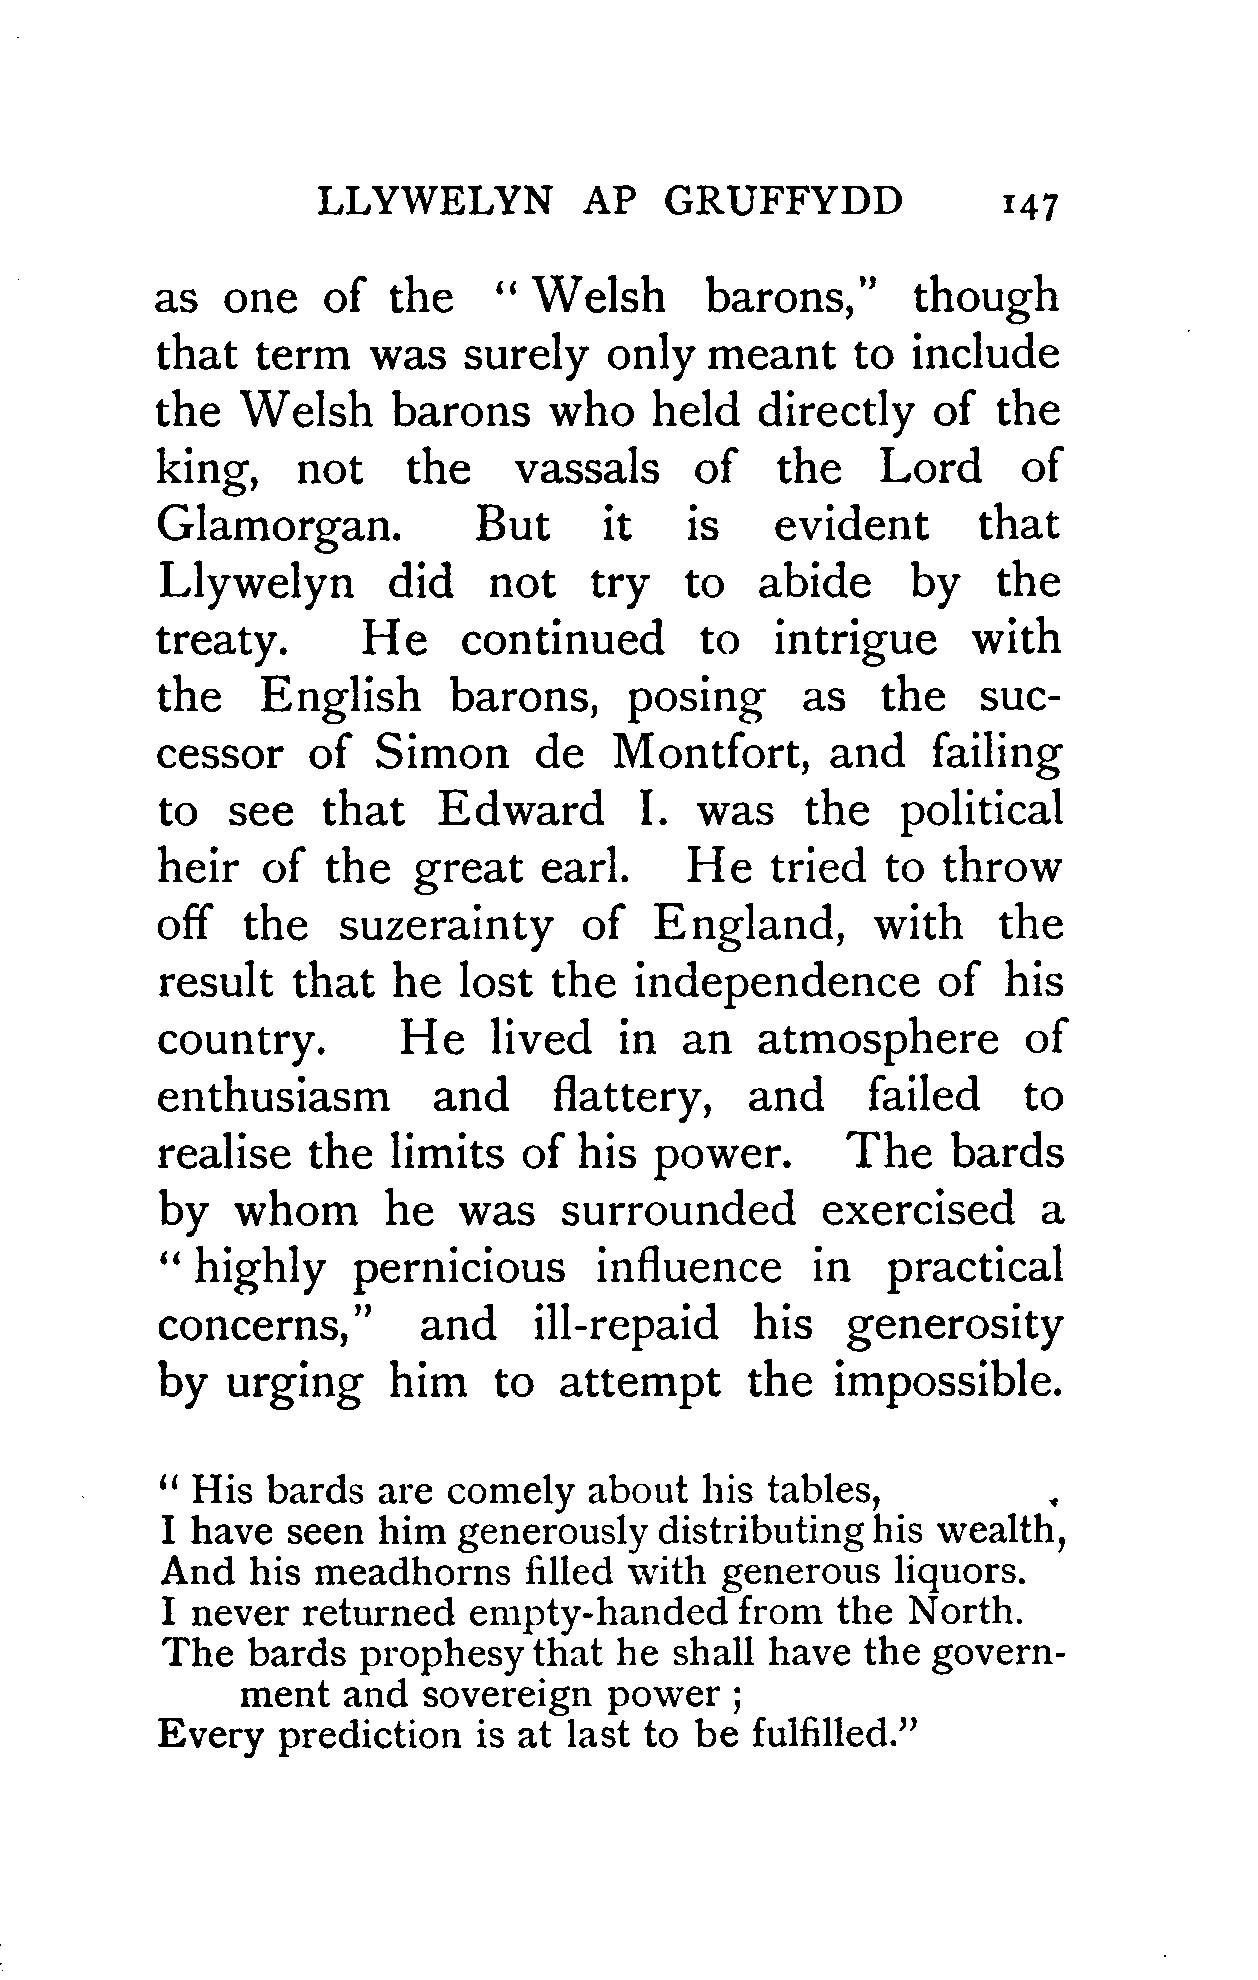 LLYWELYN AP GRUFFYDD 147
as one of the " Welsh barons," though
that term was surely only meant to include
the Welsh barons who held directly of the
king, not the vassals of the Lord of
Glamorgan. But it is evident that
Llywelyn did not try to abide by the
treaty. He continued to intrigue with
the English barons, posing as the suc-
cessor of Simon de Montfort, and failing
to see that Edward I. was the political
heir of the great earl. He tried to throw
off the suzerainty of England, with the
result that he lost the independence of his
country. He lived in an atmosphere of
enthusiasm and flattery, and failed to
realise the limits of his power. The bards
by whom he was surrounded exercised a
" highly pernicious influence in practical
concerns," and ill-repaid his generosity
by urging him to attempt the impossible.
" His bards are comely about his tables,
I have seen him generously distributing his wealth,
And his meadhorns filled with generous liquors.
I never returned empty-handed from the North.
The bards prophesy that he shall have the govern-
ment and sovereign power ;
Every prediction is at last to be fulfilled."